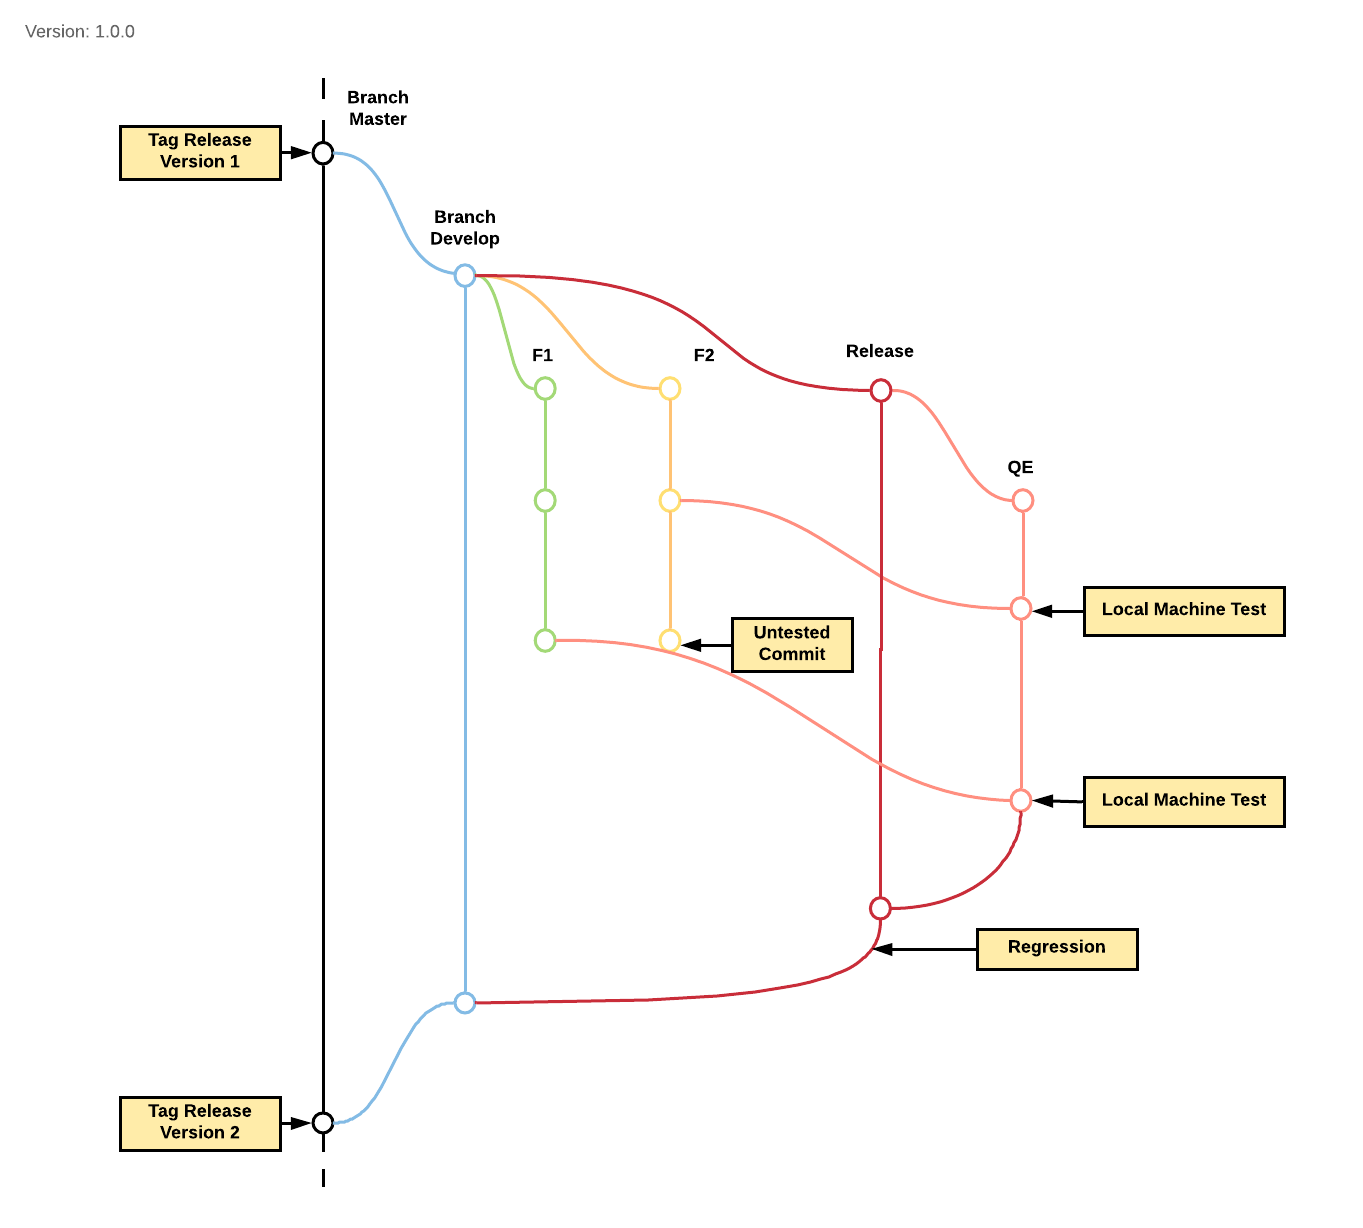 Version: 1.0.0
Branch
Master
Tag Release
Version 1
Branch
Develop
F1
F2
Release
QE
Local Machine Test
Untested
Commit
Local Machine Test
Regression
Tag Release
Version 2